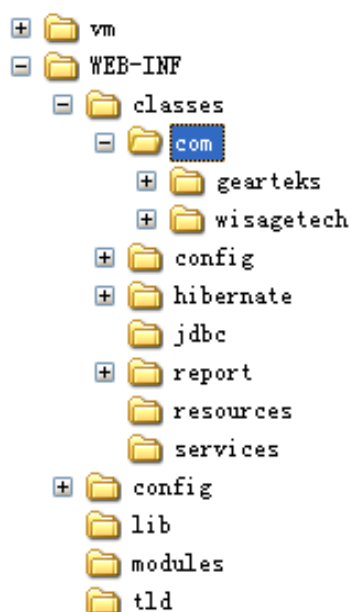 vm
WEB-INF
classes
com
gearteks
wisagetech
config
hibernate
jdbc
report
resources
services
config
lib
modules
tld